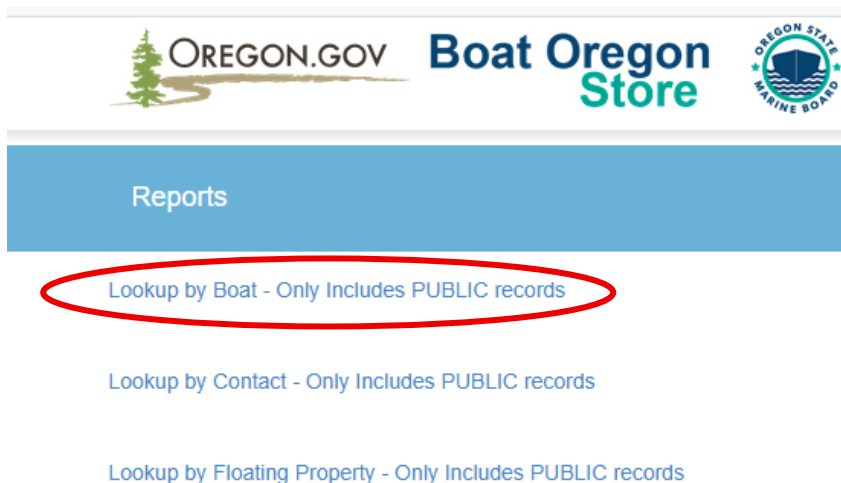 OREGON.GOV
Boat Oregon
Store
OREGON STATE
MARINE BOARD
Reports
Lookup by Boat - Only Includes PUBLIC records
Lookup by Contact - Only Includes PUBLIC records
Lookup by Floating Property - Only Includes PUBLIC records